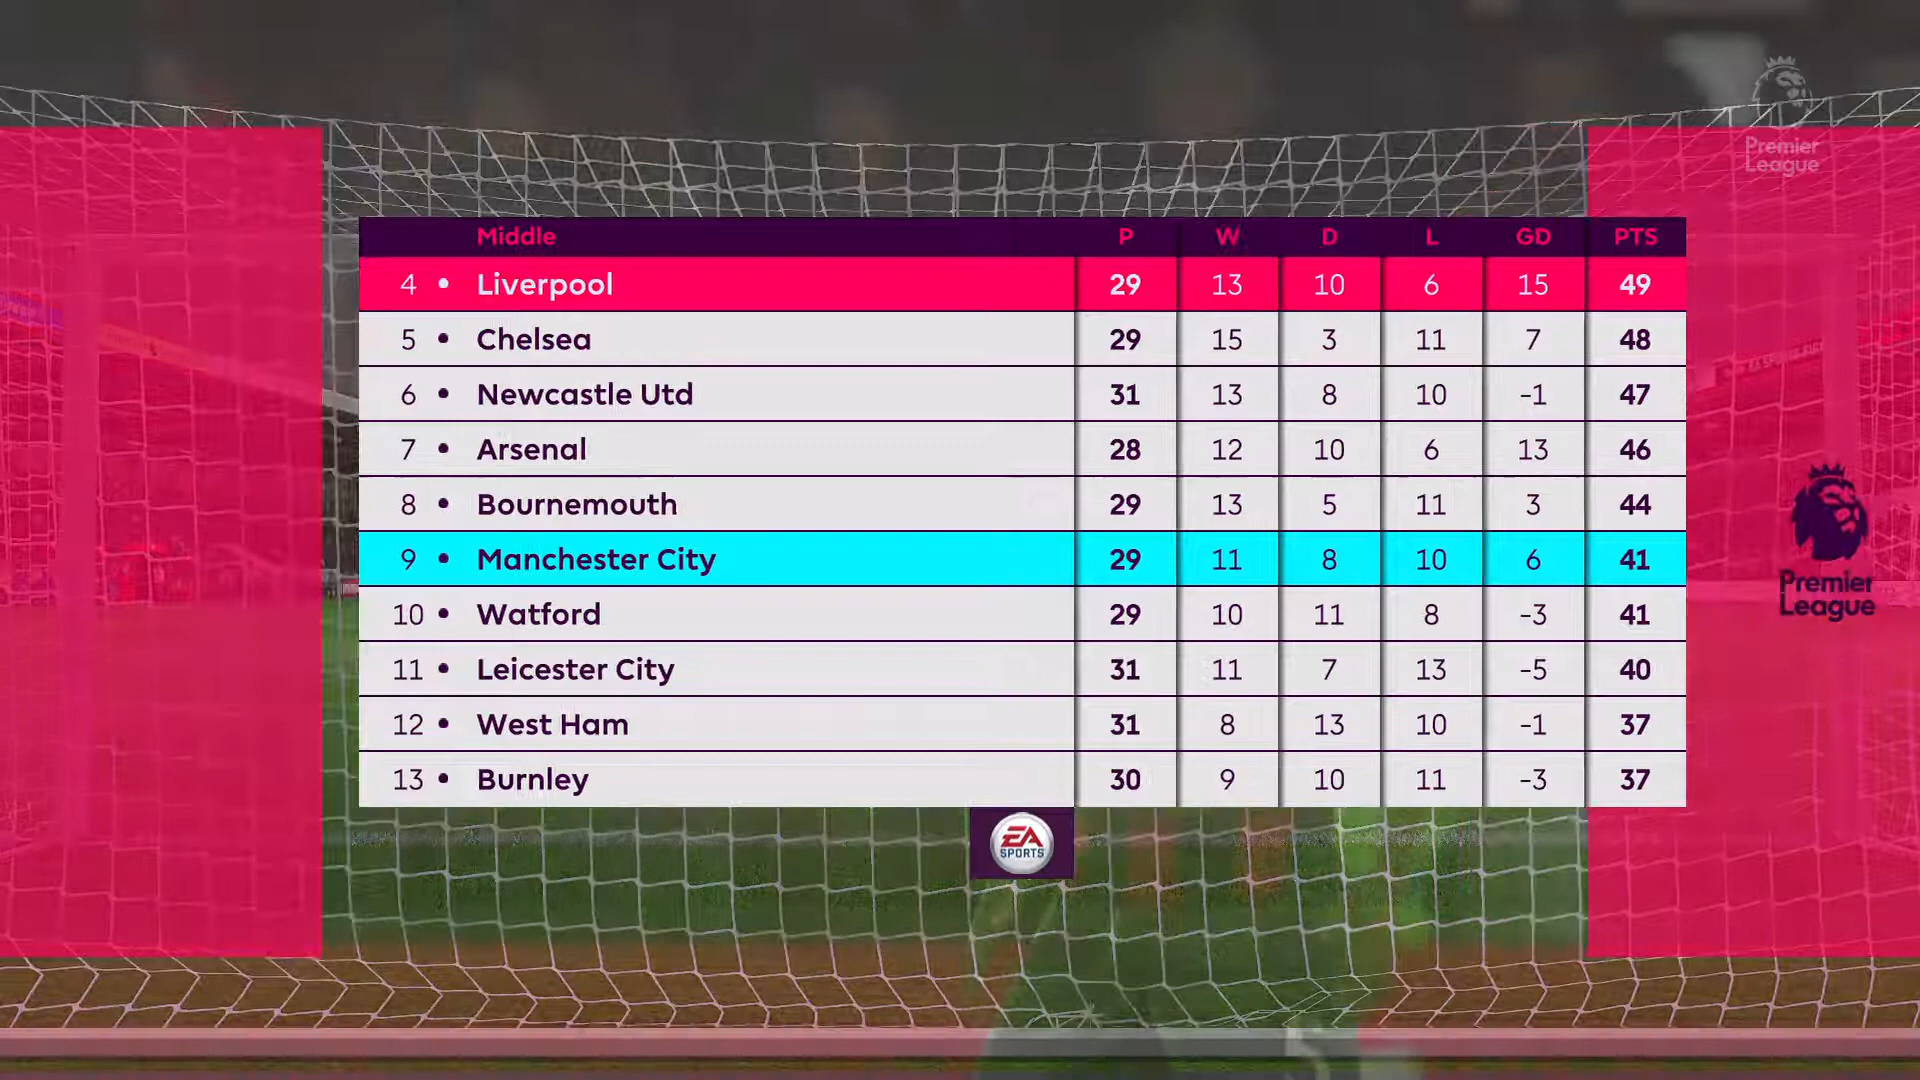 Premier
League
Middle P W D L GD PTS
4 • Liverpool 29 13 10 6 15 49
5 • Chelsea 29 15 3 11 7 48
6 • Newcastle Utd 31 13 8 10 -1 47
7 • Arsenal 28 12 10 6 13 46
8 • Bournemouth 29 13 5 11 3 44
9 • Manchester City 29 11 8 10 6 41
10 • Watford 29 10 11 8 -3 41
11 • Leicester City 31 11 7 13 -5 40
12 • West Ham 31 8 13 10 -1 37
13 • Burnley 30 9 10 11 -3 37
Premier
League
EA
SPORTS